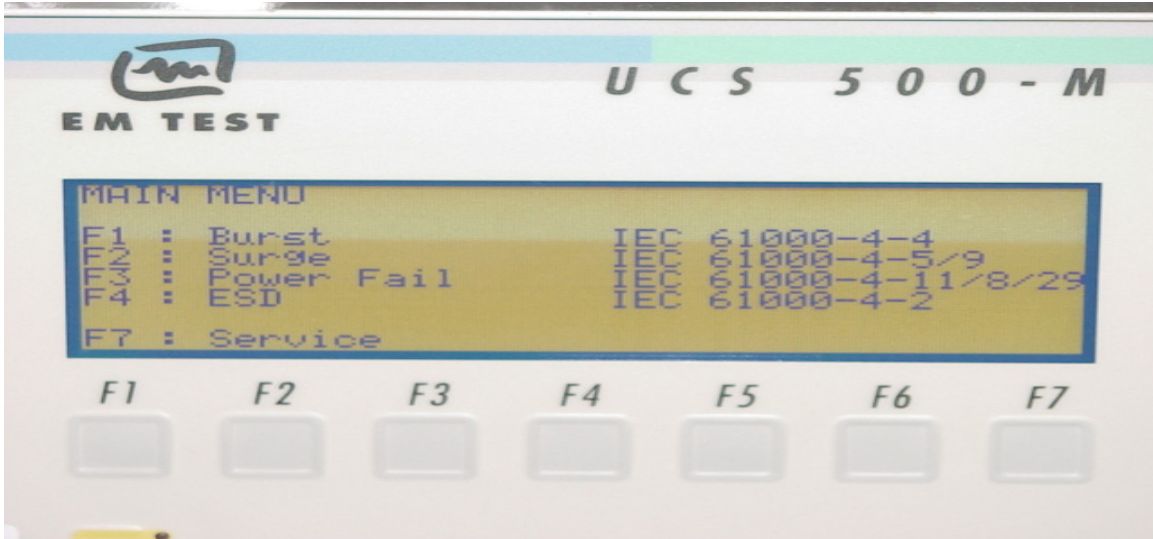 UCS 500-M
EM TEST
MAIN MENU
F1 : Burst IEC 61000-4-4
F2 : Surge IEC 61000-4-5/9
F3 : Power Fail IEC 61000-4-11/8/29
F4 : ESD IEC 61000-4-2
F7 : Service
F1 F2 F3 F4 F5 F6 F7